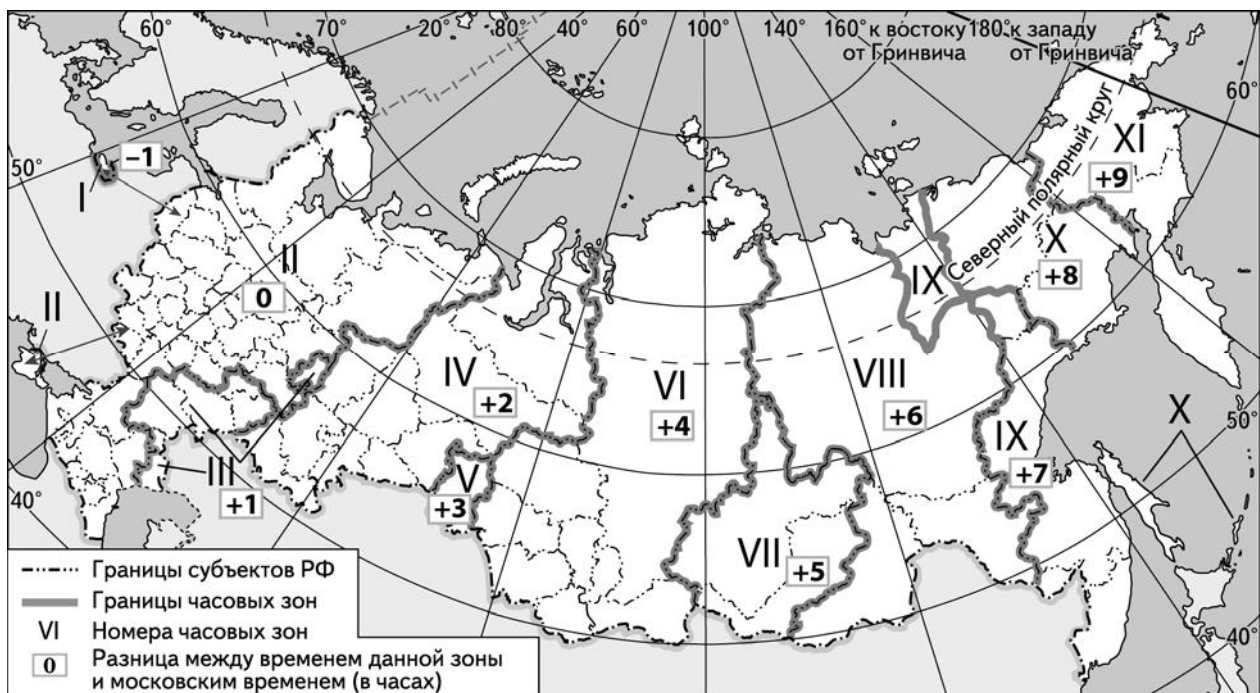 60° 70° 20° 40° 60° 80° 100° 120° 140° 160° к востоку 180° к западу
от Гринвича от Гринвича
60°
50°
–1
I
Северный полярный круг
XI
+9
II
0
X
+8
IX
II
IV
+2
VI
+4
VIII
+6
X
50°
IX
+7
III
+1
V
+3
40°
VII
+5
40°
Границы субъектов РФ
Границы часовых зон
VI Номера часовых зон
0 Разница между временем данной зоны
и московским временем (в часах)